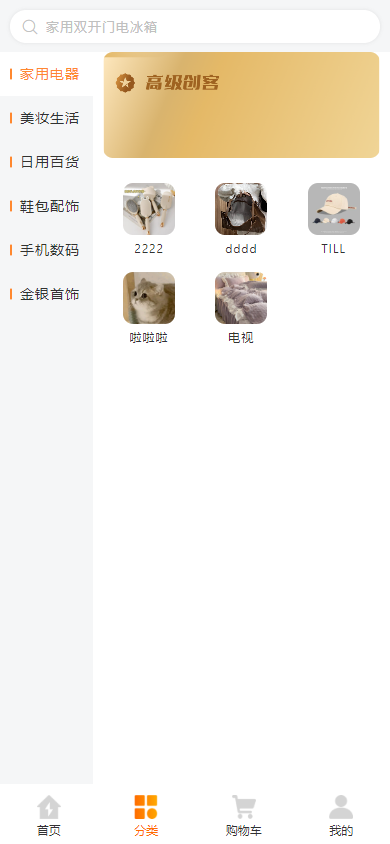 家用双开门电冰箱
家用电器
美妆生活
日用百货
鞋包配饰
手机数码
金银首饰
高级创客
2222
dddd
TILL
啦啦啦
电视
首页
分类
购物车
我的